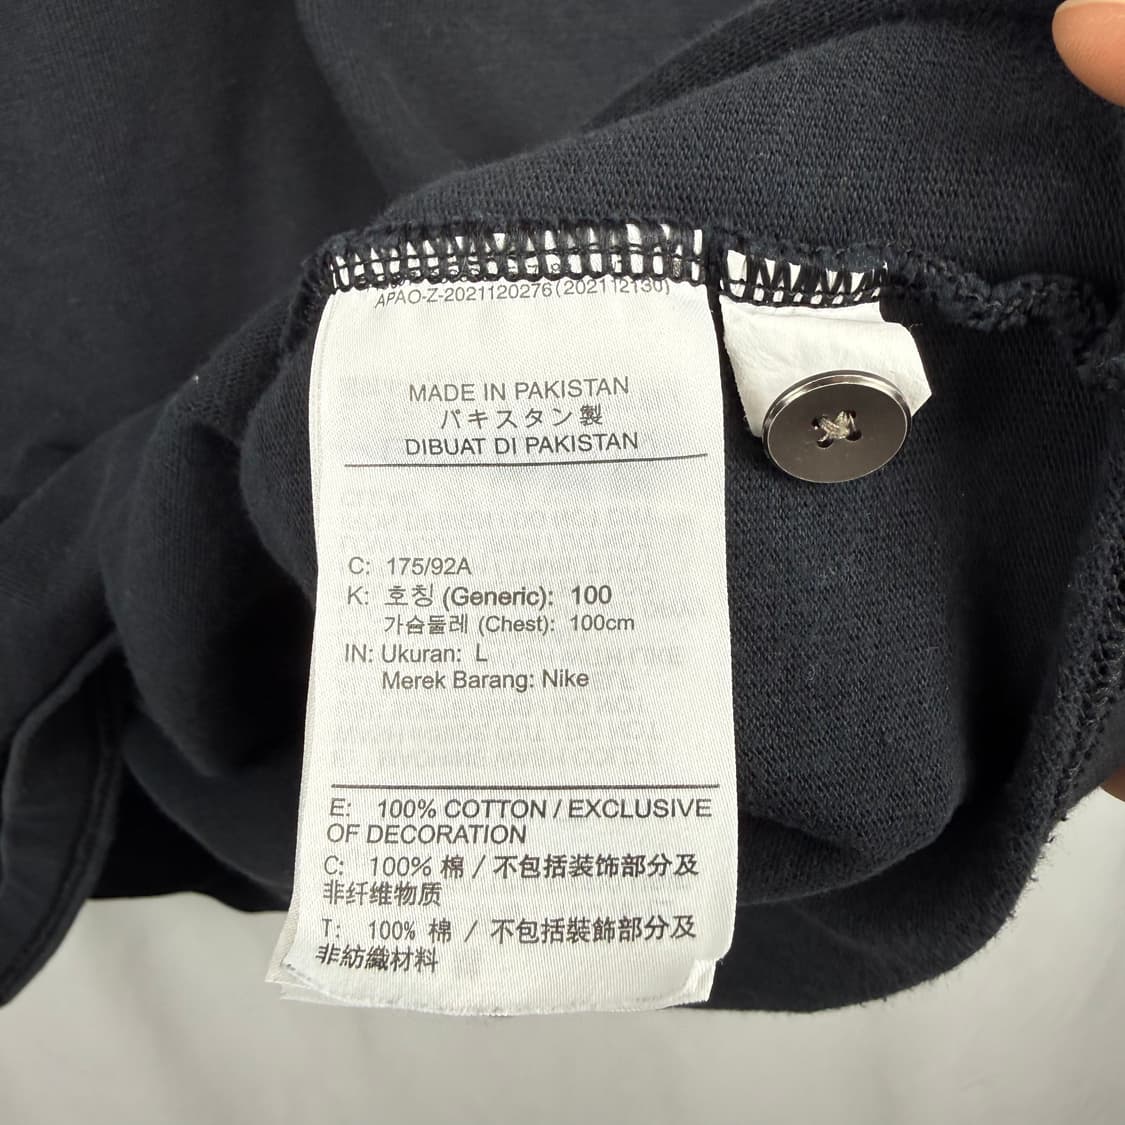 APAO-Z-2021120276(202112130)
MADE IN PAKISTAN
パキスタン製
DIBUAT DI PAKISTAN
C: 175/92A
K: 호칭 (Generic): 100
가슴둘레 (Chest): 100cm
IN: Ukuran: L
Merek Barang: Nike
E: 100% COTTON / EXCLUSIVE
OF DECORATION
C: 100% 棉 / 不包括装饰部分及
非纤维物质
T: 100% 棉 / 不包括裝飾部分及
非紡織材料